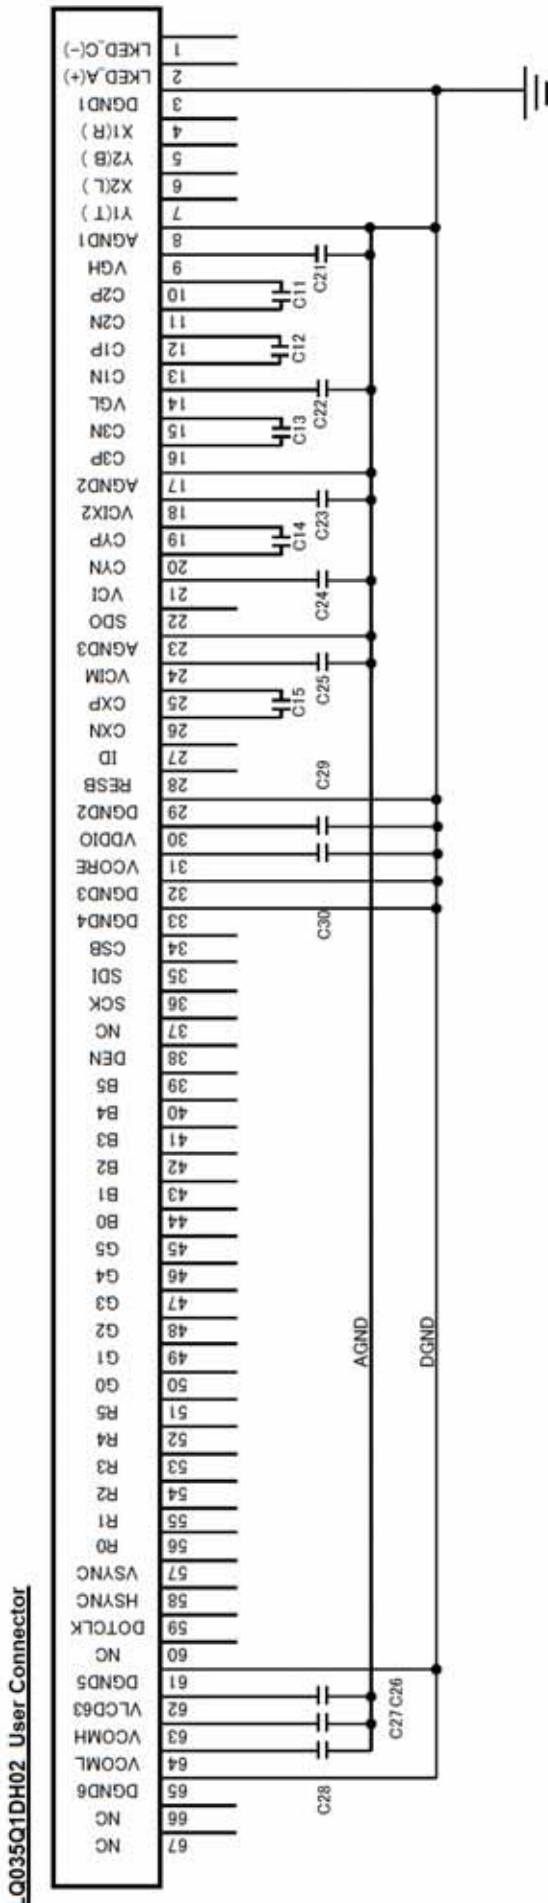 .Q035Q1DH02 User Connector
LKED_C(-) 1
LKED_A(+) 2
DGND1 3
X1(R) 4
Y2(B) 5
X2(L) 6
Y1(T) 7
AGND1 8
VGH 9
C2P 10
C2N 11
C1P 12
C1N 13
VGL 14
C3N 15
C3P 16
AGND2 17
VCIX2 18
CYP 19
CYN 20
VCI 21
SDO 22
AGND3 23
VCIM 24
CXP 25
CXN 26
ID 27
RESB 28
DGND2 29
VDDIO 30
VCORE 31
DGND3 32
DGND4 33
CSB 34
SDI 35
SCK 36
NC 37
DEN 38
B5 39
B4 40
B3 41
B2 42
B1 43
B0 44
G5 45
G4 46
G3 47
G2 48
G1 49
G0 50
R5 51
R4 52
R3 53
R2 54
R1 55
R0 56
VSYNC 57
HSYNC 58
DOTCLK 59
NC 60
DGND5 61
VLCD63 62
VCOMH 63
VCOML 64
DGND6 65
NC 66
NC 67
C21
C11
C12
C22
C13
C23
C14
C24
C25
C15
C29
C30
AGND
DGND
C26
C27
C28